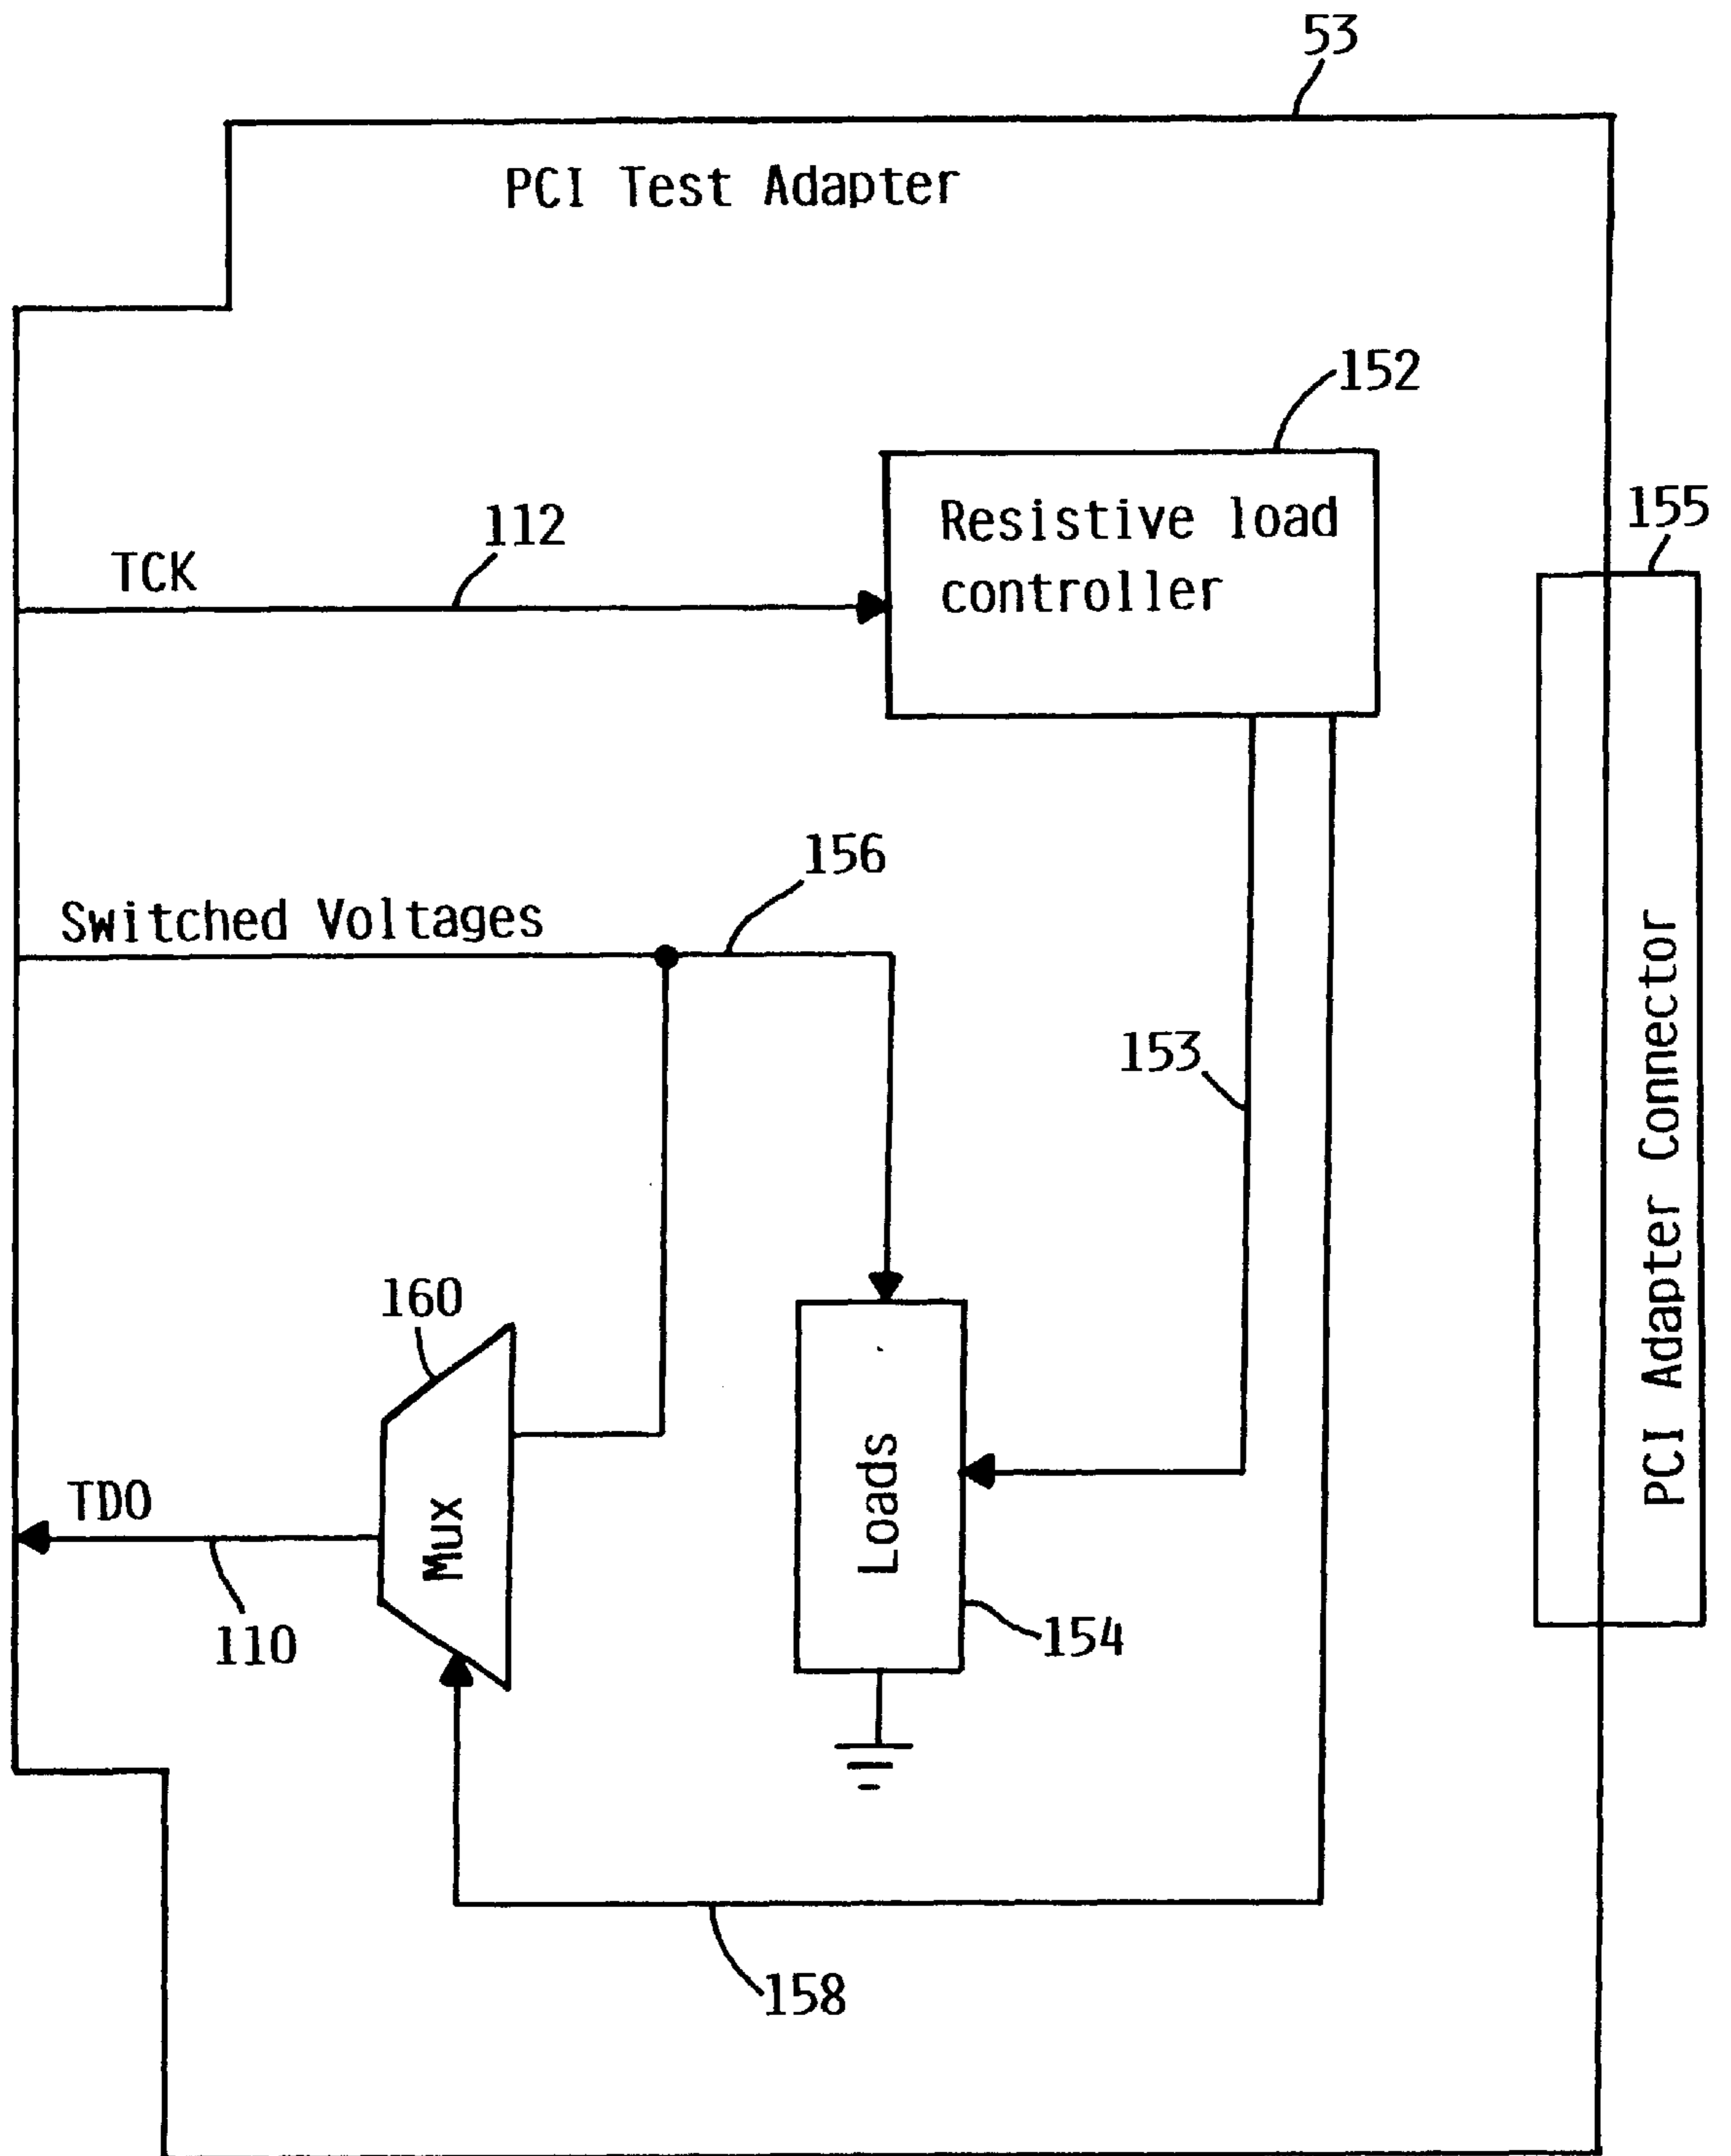 53
PCI Test Adapter
152
Resistive load
controller
155
112
TCK
156
Switched Voltages
153
PCI Adapter Connector
160
Loads
TDO
Mux
110
154
158